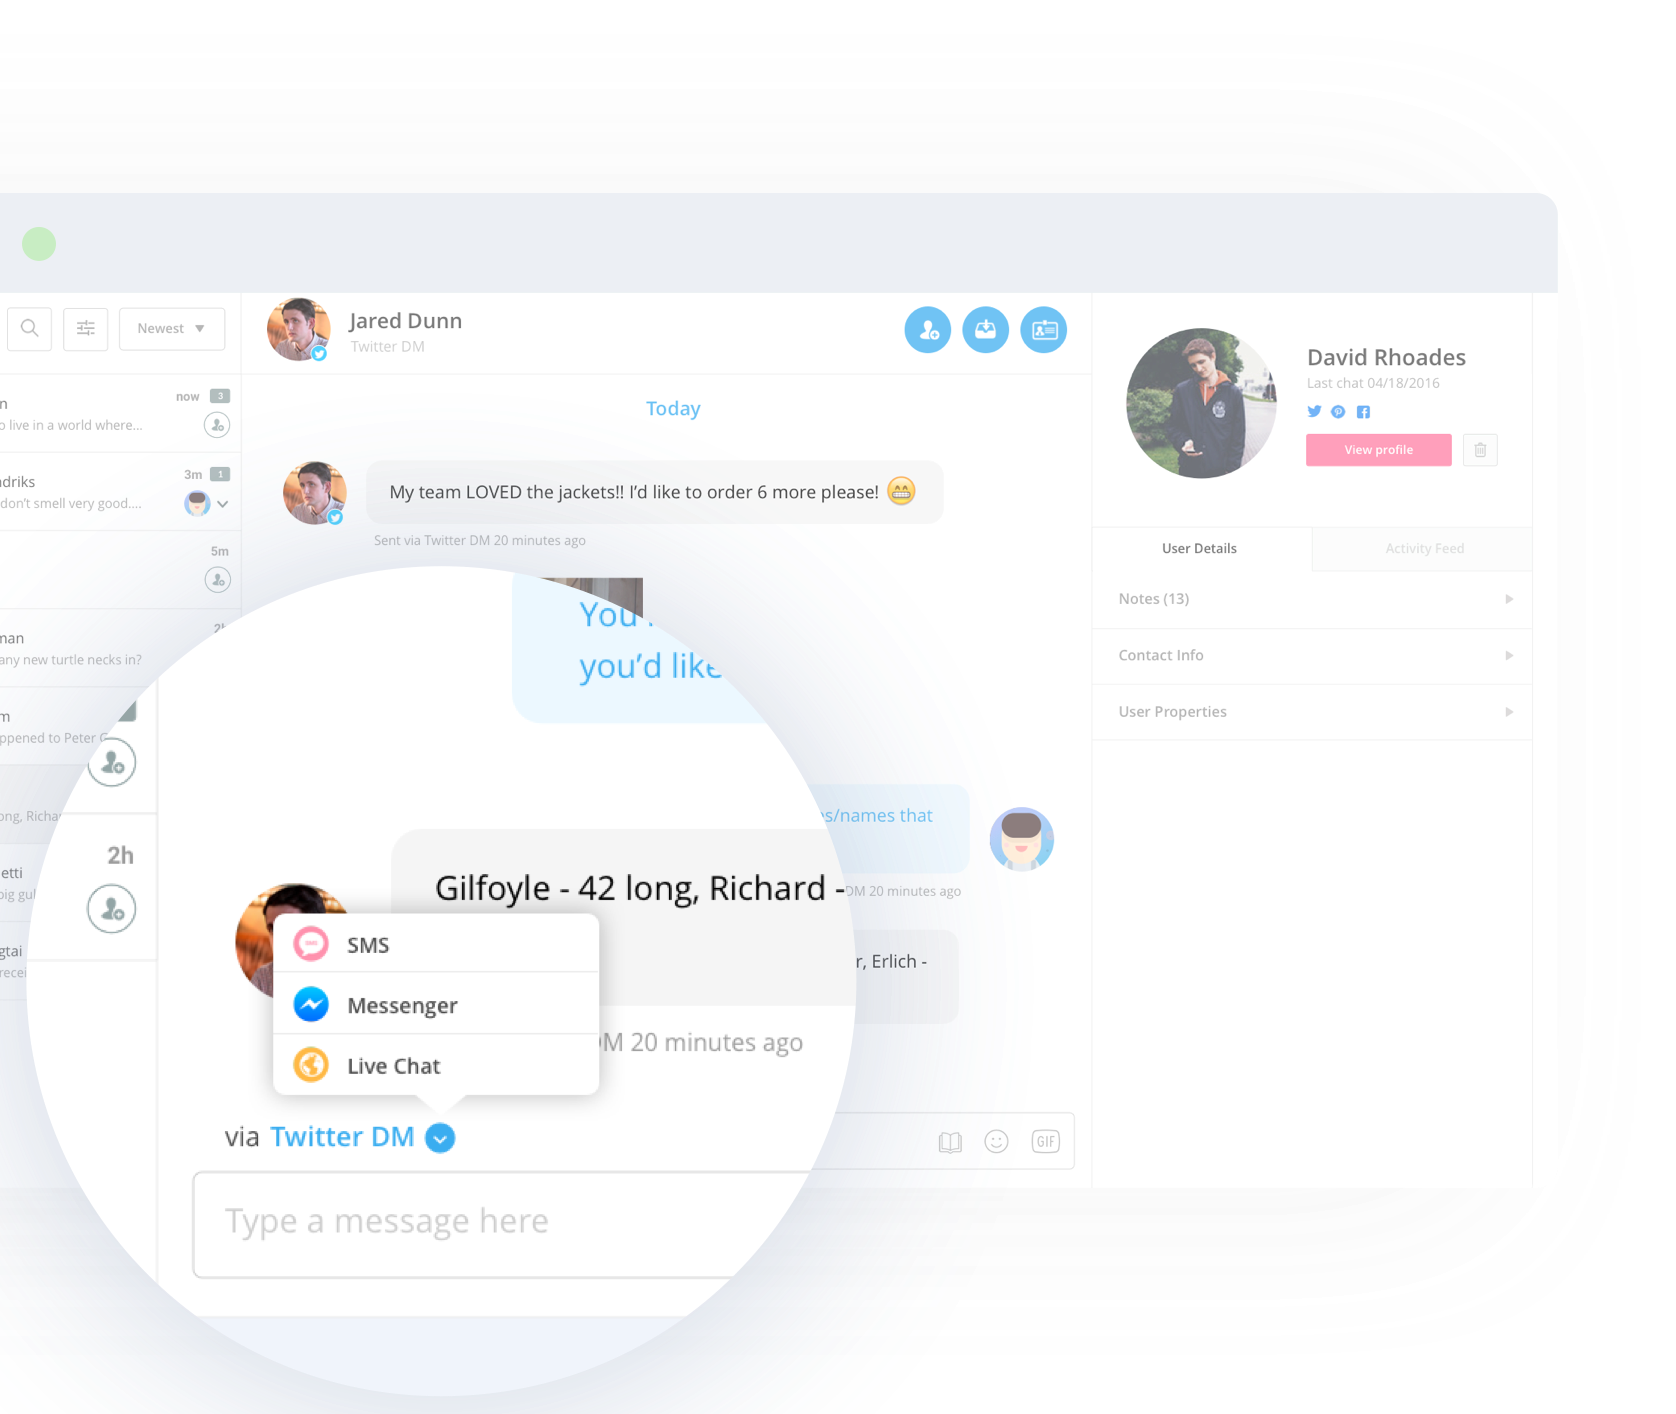 Newest ▼
n
now 3
o live in a world where...
driks
3m 1
don't smell very good....
5m
man
any new turtle necks in?
m
ppened to Peter
ong, Richa
etti
big gul
gtai
recei
2h
Jared Dunn
Twitter DM
Today
My team LOVED the jackets!! I'd like to order 6 more please! 😁
Sent via Twitter DM 20 minutes ago
you'd like
s/names that
DM 20 minutes ago
Gilfoyle - 42 long, Richard -
r, Erlich -
DM 20 minutes ago
SMS
Messenger
Live Chat
via Twitter DM
Type a message here
GIF
David Rhoades
Last chat 04/18/2016
View profile
User Details
Activity Feed
Notes (13)
Contact Info
User Properties